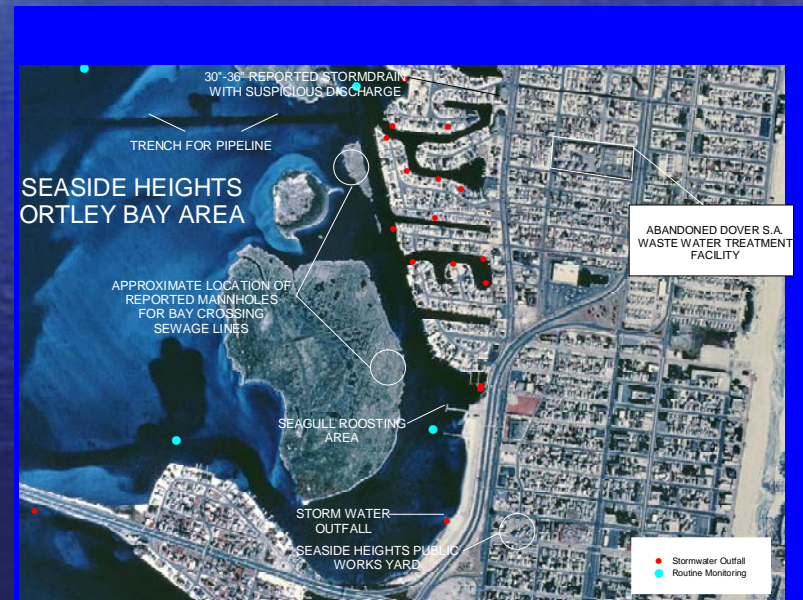 30"-36" REPORTED STORMDRAIN
WITH SUSPICIOUS DISCHARGE
TRENCH FOR PIPELINE
SEASIDE HEIGHTS
ORTLEY BAY AREA
ABANDONED DOVER S.A.
WASTE WATER TREATMENT
FACILITY
APPROXIMATE LOCATION OF
REPORTED MANNHOLES
FOR BAY CROSSING
SEWAGE LINES
SEAGULL ROOSTING
AREA
STORM WATER
OUTFALL
SEASIDE HEIGHTS PUBLIC
WORKS YARD
Stormwater Outfall
Routine Monitoring